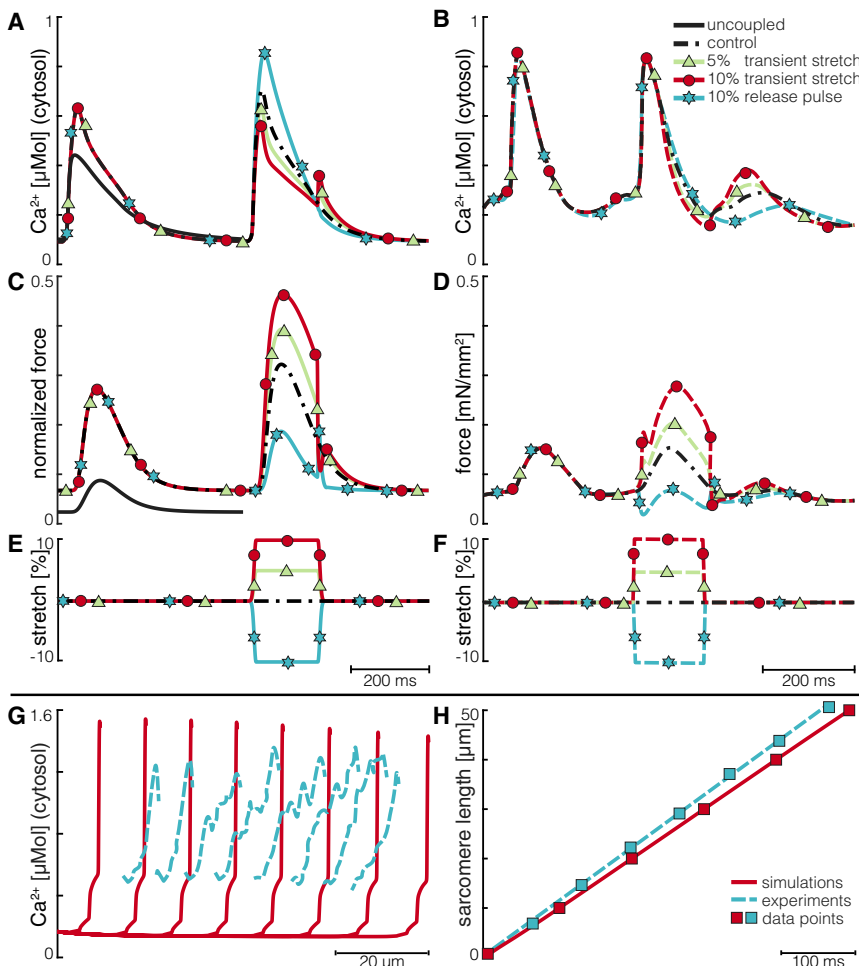 A
1
Ca²⁺ [µMol] (cytosol)
0
B
1
Ca²⁺ [µMol] (cytosol)
0
uncoupled
control
5% transient stretch
10% transient stretch
10% release pulse
C
0.5
normalized force
0
D
0.5
force [mN/mm²]
0
E
10
stretch [%]
-10
200 ms
F
10
stretch [%]
-10
200 ms
G
1.6
Ca²⁺ [µMol] (cytosol)
0
20 µm
H
50
sarcomere length [µm]
0
simulations
experiments
data points
100 ms